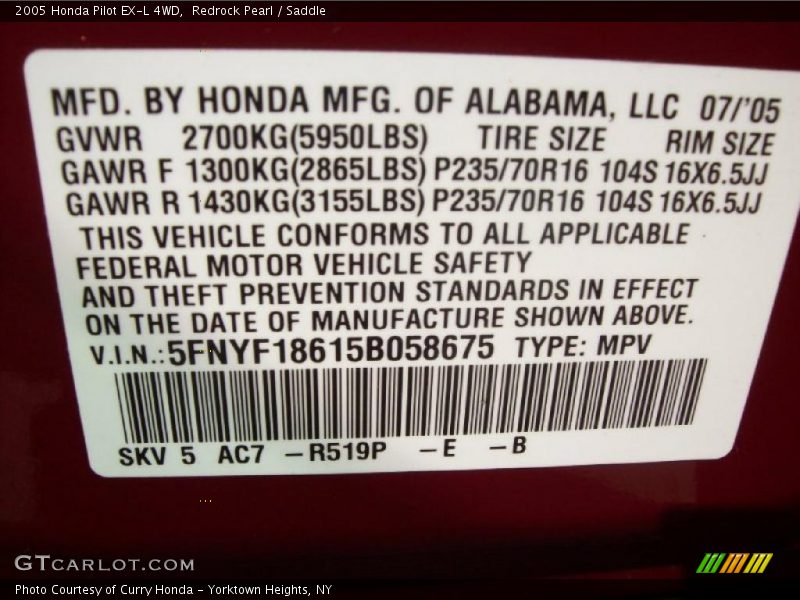 2005 Honda Pilot EX-L 4WD, Redrock Pearl / Saddle
MFD. BY HONDA MFG. OF ALABAMA, LLC 07/'05
GVWR 2700KG(5950LBS) TIRE SIZE RIM SIZE
GAWR F 1300KG(2865LBS) P235/70R16 104S 16X6.5JJ
GAWR R 1430KG(3155LBS) P235/70R16 104S 16X6.5JJ
THIS VEHICLE CONFORMS TO ALL APPLICABLE
FEDERAL MOTOR VEHICLE SAFETY
AND THEFT PREVENTION STANDARDS IN EFFECT
ON THE DATE OF MANUFACTURE SHOWN ABOVE.
V.I.N.:5FNYF18615B058675 TYPE: MPV
SKV 5 AC7 -R519P -E -B
GTCARLOT.COM
Photo Courtesy of Curry Honda - Yorktown Heights, NY